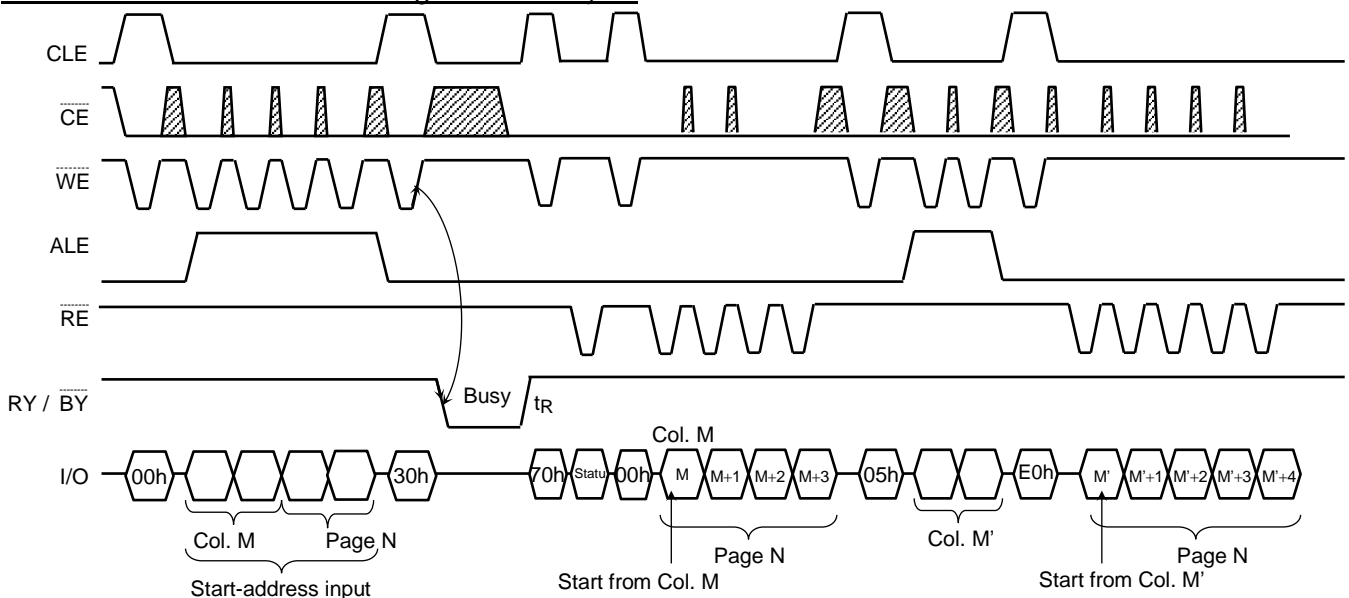 CLE
CE
WE
ALE
RE
RY / BY
Busy
tR
Col. M
I/O
00h
30h
70h
Statu
00h
M
M+1
M+2
M+3
05h
E0h
M'
M'+1
M'+2
M'+3
M'+4
Col. M
Page N
Start-address input
Page N
Start from Col. M
Col. M'
Page N
Start from Col. M'